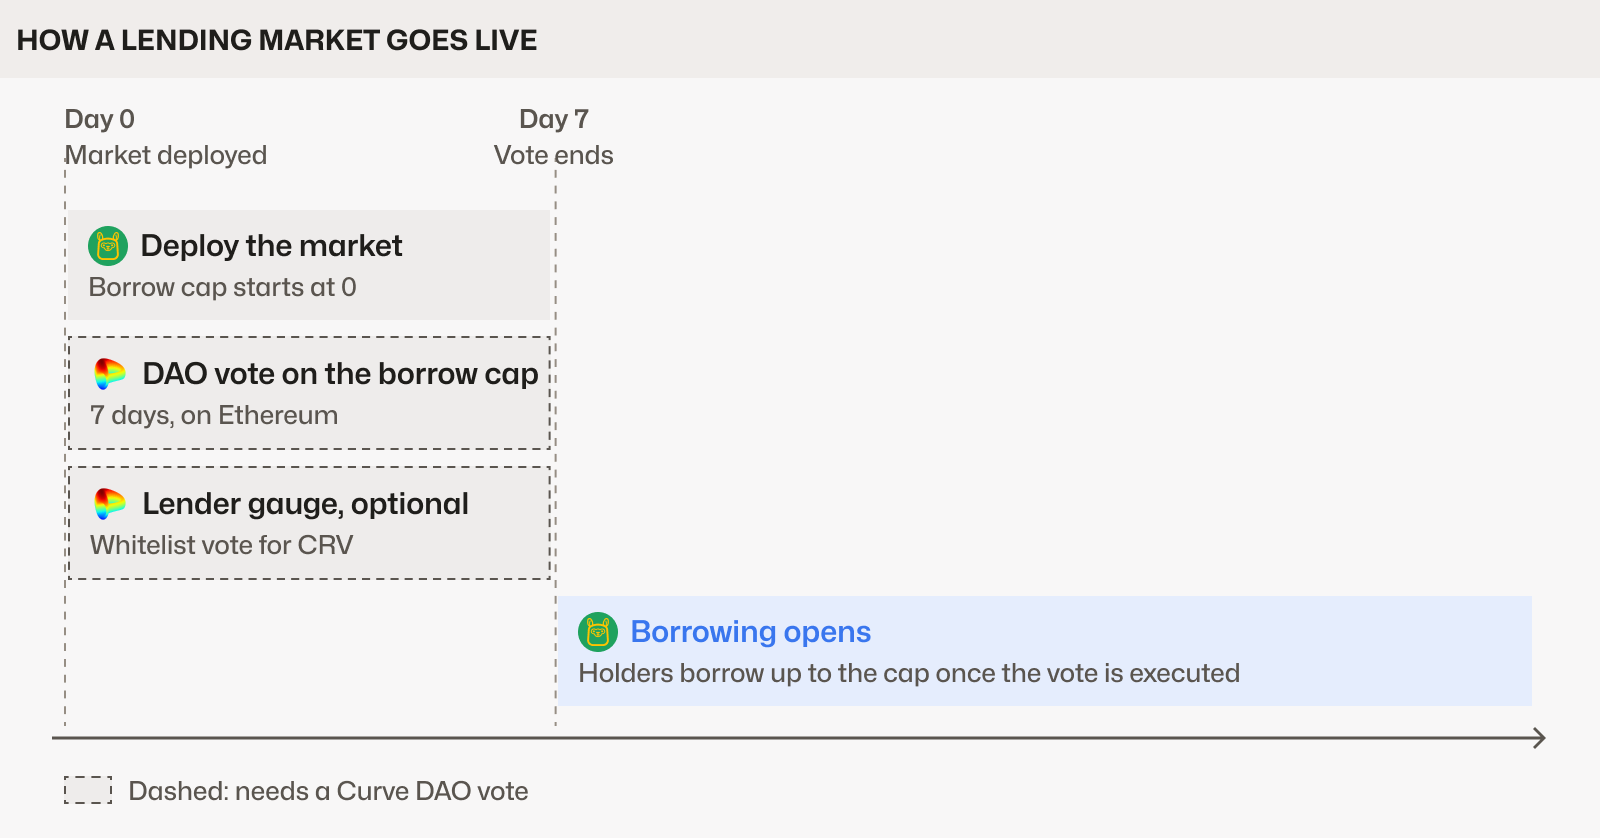 HOW A LENDING MARKET GOES LIVE
Day 0
Market deployed
Day 7
Vote ends
Deploy the market
Borrow cap starts at 0
DAO vote on the borrow cap
7 days, on Ethereum
Lender gauge, optional
Whitelist vote for CRV
Borrowing opens
Holders borrow up to the cap once the vote is executed
Dashed: needs a Curve DAO vote